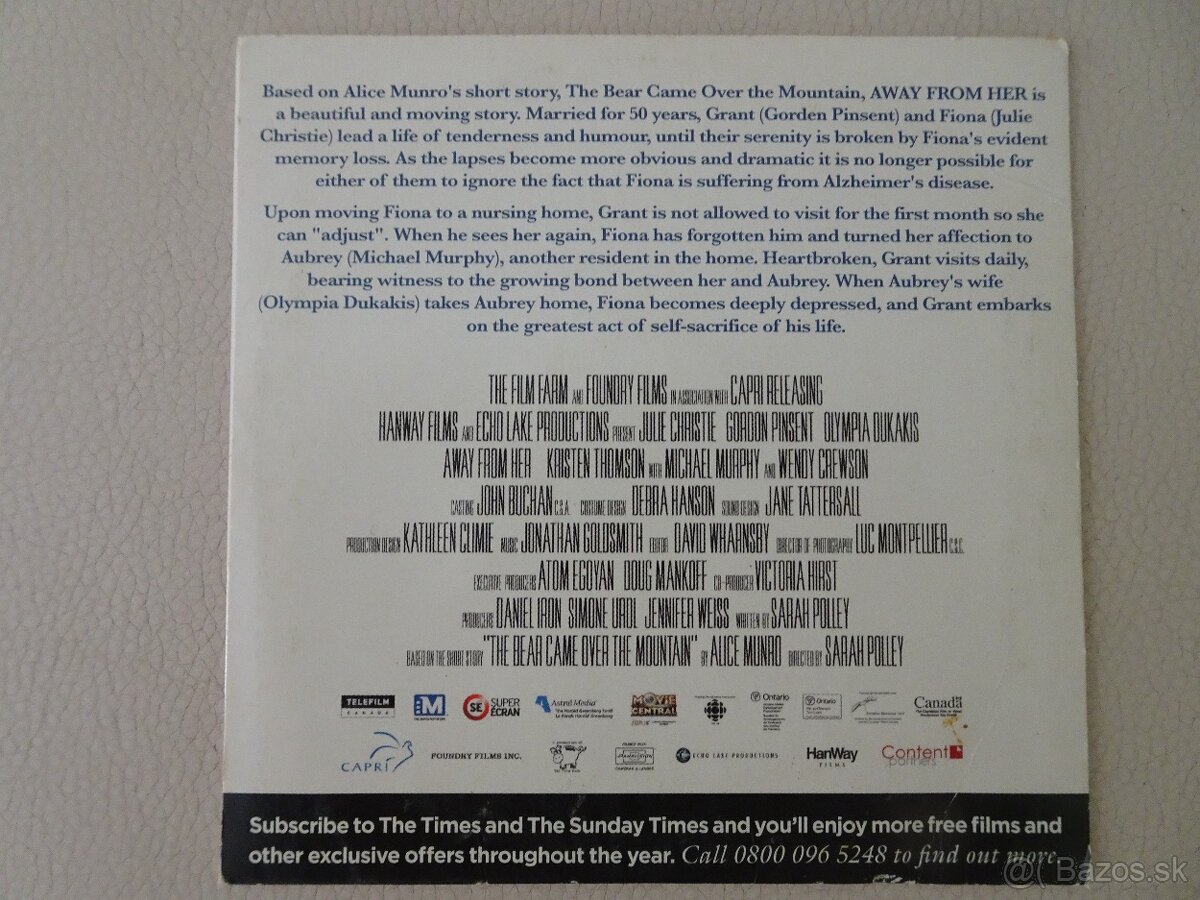 Based on Alice Munro's short story, The Bear Came Over the Mountain, AWAY FROM HER is
a beautiful and moving story. Married for 50 years, Grant (Gorden Pinsent) and Fiona (Julie
Christie) lead a life of tenderness and humour, until their serenity is broken by Fiona's evident
memory loss. As the lapses become more obvious and dramatic it is no longer possible for
either of them to ignore the fact that Fiona is suffering from Alzheimer's disease.
Upon moving Fiona to a nursing home, Grant is not allowed to visit for the first month so she
can "adjust". When he sees her again, Fiona has forgotten him and turned her affection to
Aubrey (Michael Murphy), another resident in the home. Heartbroken, Grant visits daily,
bearing witness to the growing bond between her and Aubrey. When Aubrey's wife
(Olympia Dukakis) takes Aubrey home, Fiona becomes deeply depressed, and Grant embarks
on the greatest act of self-sacrifice of his life.
THE FILM FARM AND FOUNDRY FILMS IN ASSOCIATION WITH CAPRI RELEASING
HANWAY FILMS AND ECHO LAKE PRODUCTIONS PRESENT JULIE CHRISTIE GORDON PINSENT OLYMPIA DUKAKIS
AWAY FROM HER KRISTEN THOMSON WITH MICHAEL MURPHY AND WENDY CREWSON
CASTING JOHN BUCHAN C.S.A. COSTUME DESIGN DEBRA HANSON SOUND DESIGN JANE TATTERSALL
PRODUCTION DESIGN KATHLEEN CLIMIE MUSIC JONATHAN GOLDSMITH EDITOR DAVID WHARNSBY DIRECTOR OF PHOTOGRAPHY LUC MONTPELLIER C.S.C.
EXECUTIVE PRODUCERS ATOM EGOYAN DOUG MANKOFF CO-PRODUCER VICTORIA HIRST
PRODUCERS DANIEL IRON SIMONE URDL JENNIFER WEISS WRITTEN BY SARAH POLLEY
BASED ON THE SHORT STORY "THE BEAR CAME OVER THE MOUNTAIN" BY ALICE MUNRO DIRECTED BY SARAH POLLEY
TELEFILM CANADA M SE SUPER ÉCRAN Astral Media MOVIE CENTRAL Ontario Ontario Canada
CAPRI FOUNDRY FILMS INC. PANAVISION ECHO LAKE PRODUCTIONS HanWay FILMS Content partners
Subscribe to The Times and The Sunday Times and you'll enjoy more free films and
other exclusive offers throughout the year. Call 0800 096 5248 to find out more
@( Bazos.sk